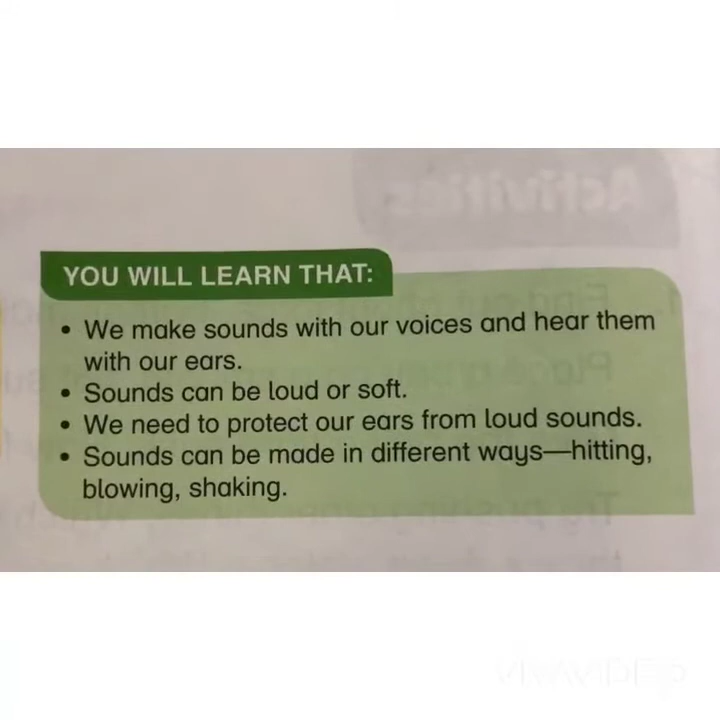 YOU WILL LEARN THAT:
• We make sounds with our voices and hear them
with our ears.
• Sounds can be loud or soft.
• We need to protect our ears from loud sounds.
• Sounds can be made in different ways—hitting,
blowing, shaking.
Activities